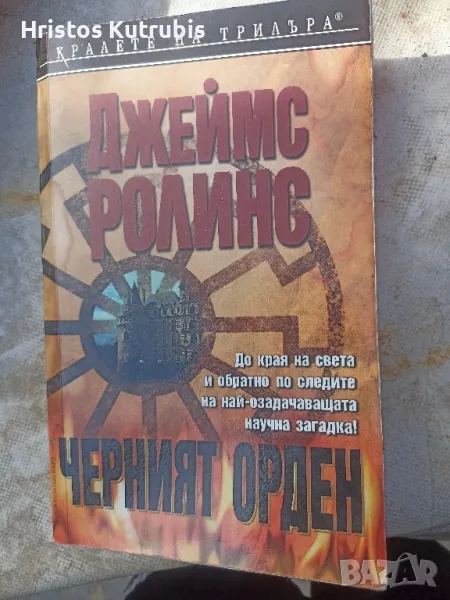 Hristos Kutrubis
КРАЛЕТЕ НА ТРИЛЪРА®
ДЖЕЙМС
РОЛИНС
До края на света
и обратно по следите
на най-озадачаващата
научна загадка!
ЧЕРНИЯТ ОРДЕН
BAZAR